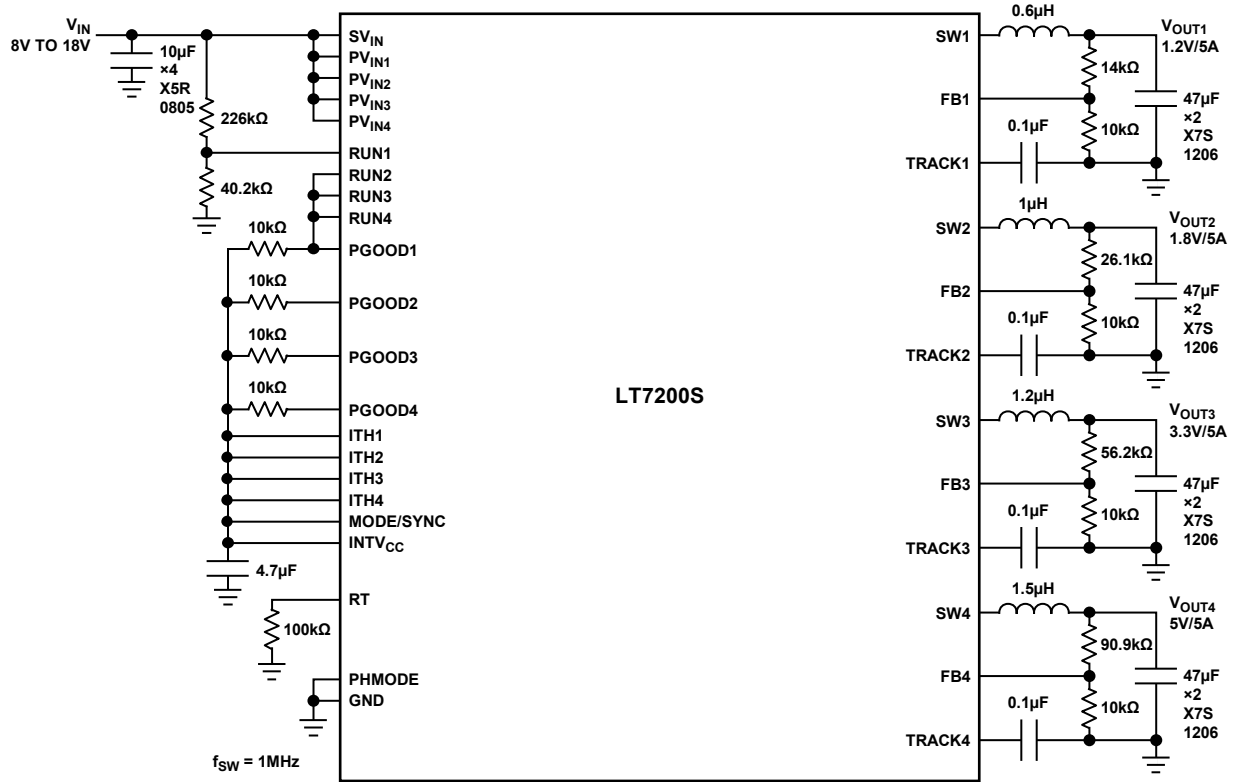 V_IN
8V TO 18V
10µF
×4
X5R
0805
226kΩ
40.2kΩ
10kΩ
10kΩ
10kΩ
10kΩ
4.7µF
100kΩ
f_SW = 1MHz
SV_IN
PV_IN1
PV_IN2
PV_IN3
PV_IN4
RUN1
RUN2
RUN3
RUN4
PGOOD1
PGOOD2
PGOOD3
PGOOD4
ITH1
ITH2
ITH3
ITH4
MODE/SYNC
INTV_CC
RT
PHMODE
GND
LT7200S
SW1
FB1
TRACK1
SW2
FB2
TRACK2
SW3
FB3
TRACK3
SW4
FB4
TRACK4
0.6µH
V_OUT1
1.2V/5A
14kΩ
10kΩ
0.1µF
47µF
×2
X7S
1206
1µH
V_OUT2
1.8V/5A
26.1kΩ
10kΩ
0.1µF
47µF
×2
X7S
1206
1.2µH
V_OUT3
3.3V/5A
56.2kΩ
10kΩ
0.1µF
47µF
×2
X7S
1206
1.5µH
V_OUT4
5V/5A
90.9kΩ
10kΩ
0.1µF
47µF
×2
X7S
1206